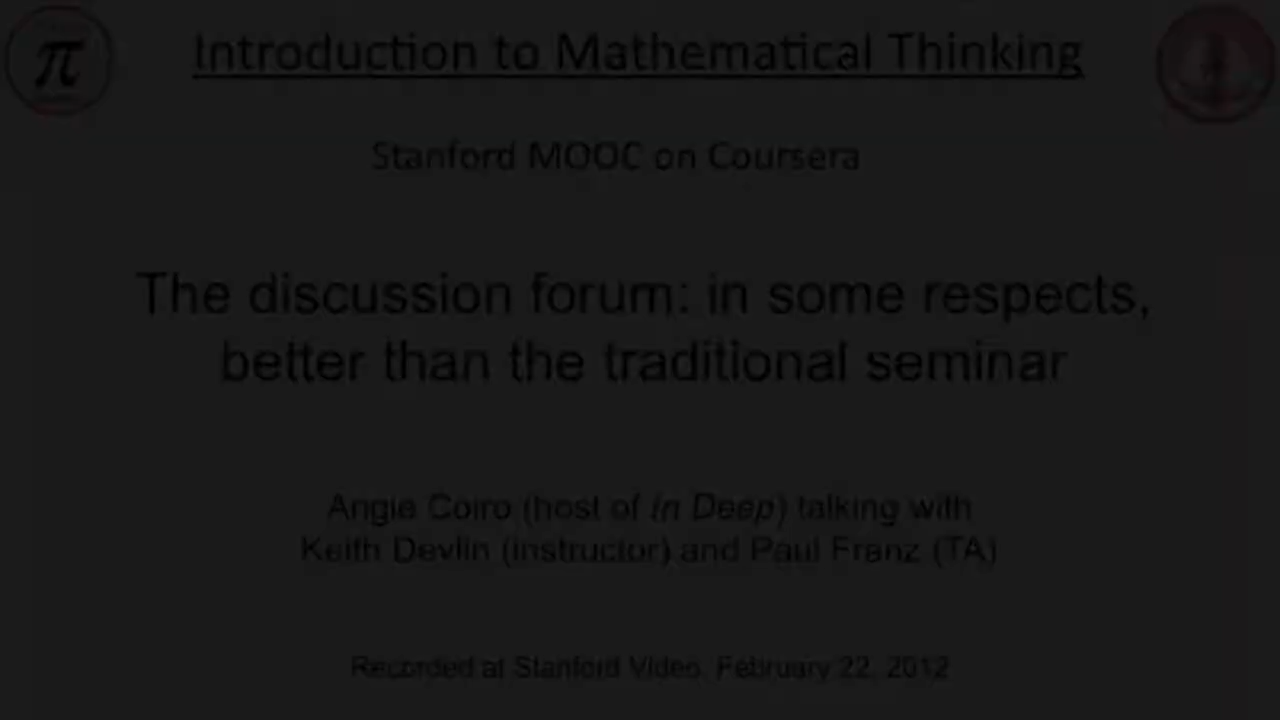 π
Introduction to Mathematical Thinking
Stanford MOOC on Coursera
The discussion forum: in some respects,
better than the traditional seminar
Angie Coiro (host of In Deep) talking with
Keith Devlin (instructor) and Paul Franz (TA)
Recorded at Stanford Video, February 22, 2012